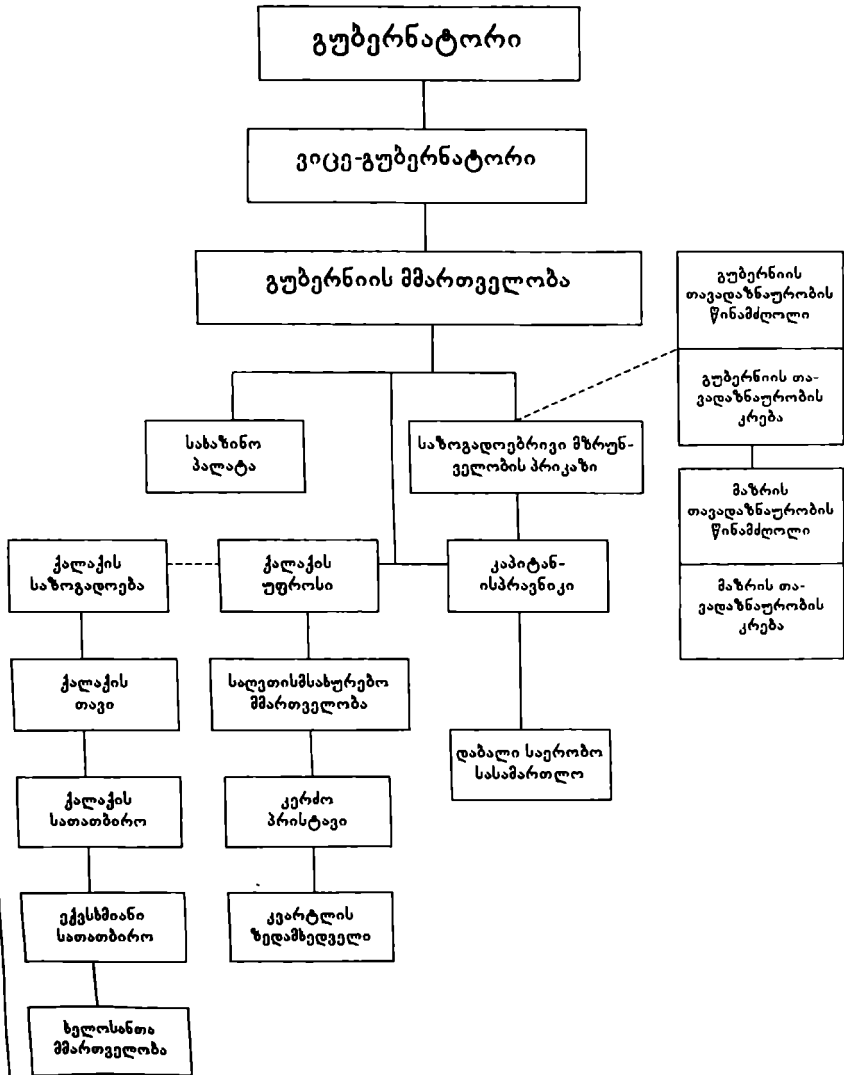 გუბერნატორი
ვიცე-გუბერნატორი
გუბერნიის მმართველობა
გუბერნიის
თავადაზნაურობის
წინამძღოლი
გუბერნიის თა-
ვადაზნაურობის
კრება
სახაზინო
პალატა
საზოგადოებრივი მზრუნ-
ველობის პრიკაზი
მაზრის
თავადაზნაურობის
წინამძღოლი
მაზრის თა-
ვადაზნაურობის
კრება
ქალაქის
საზოგადოება
ქალაქის
უფროსი
კაპიტან-
ისპრავნიკი
ქალაქის
თავი
საღვთისმსახურებო
მმართველობა
დაბალი საერობო
სასამართლო
ქალაქის
სათათბირო
კერძო
პრისტავი
ექვსხმიანი
სათათბირო
კვარტლის
ზედამხედველი
ხელოსანთა
მმართველობა